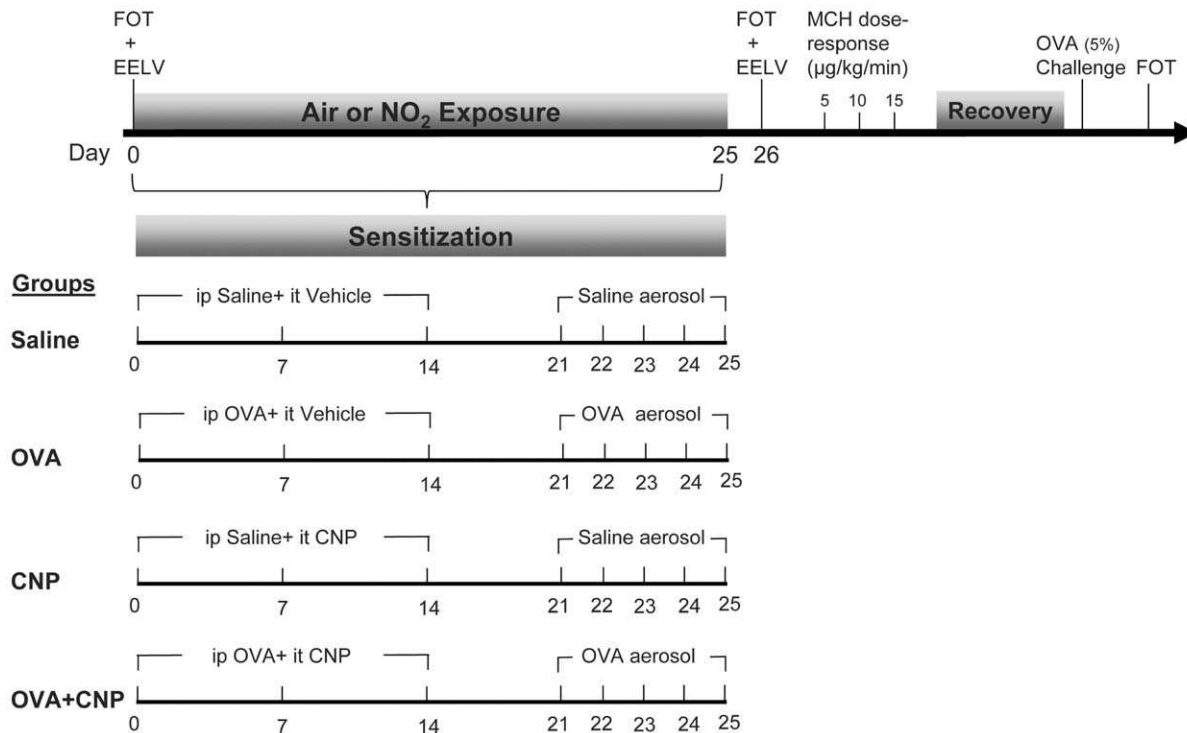 FOT
+
EELV
FOT
+
EELV
MCH dose-
response
(µg/kg/min)
5 10 15
OVA (5%)
Challenge FOT
Air or NO₂ Exposure
Recovery
Day 0 25 26
Sensitization
Groups
ip Saline+ it Vehicle Saline aerosol
Saline
0 7 14 21 22 23 24 25
ip OVA+ it Vehicle OVA aerosol
OVA
0 7 14 21 22 23 24 25
ip Saline+ it CNP Saline aerosol
CNP
0 7 14 21 22 23 24 25
ip OVA+ it CNP OVA aerosol
OVA+CNP
0 7 14 21 22 23 24 25